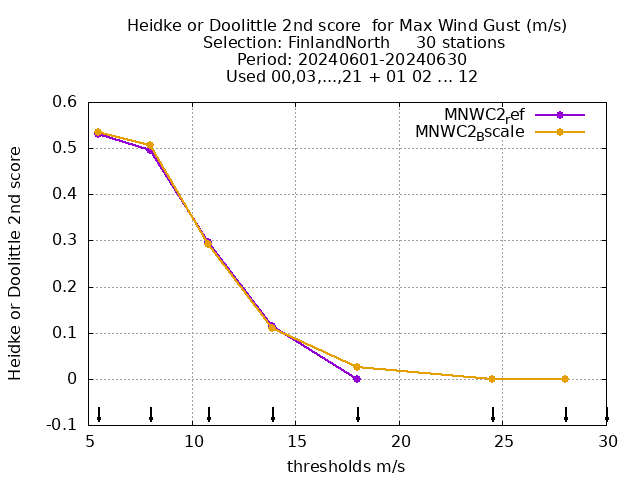 Heidke or Doolittle 2nd score  for Max Wind Gust (m/s)
Selection: FinlandNorth     30 stations
Period: 20240601-20240630
Used 00,03,...,21 + 01 02 ... 12
MNWC2_ref
MNWC2_Bscale
Heidke or Doolittle 2nd score
0.6
0.5
0.4
0.3
0.2
0.1
0
-0.1
5 10 15 20 25 30
thresholds m/s